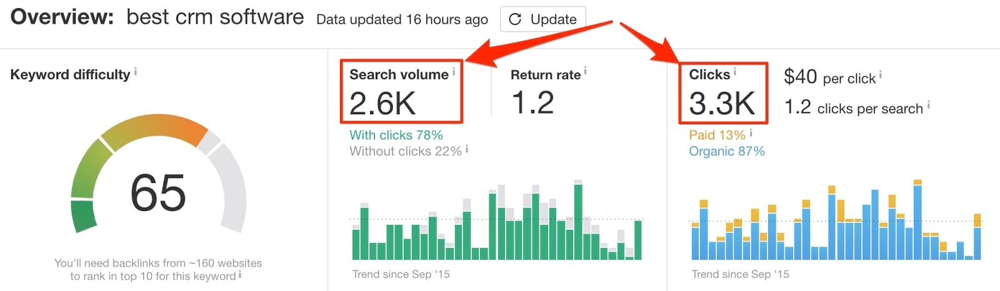 Overview: best crm software Data updated 16 hours ago Update
Keyword difficulty i
65
You'll need backlinks from ~160 websites
to rank in top 10 for this keyword i
Search volume i
2.6K
With clicks 78%
Without clicks 22% i
Trend since Sep '15
Return rate i
1.2
Clicks i
3.3K
Paid 13% i
Organic 87%
Trend since Sep '15
$40 per click i
1.2 clicks per search i